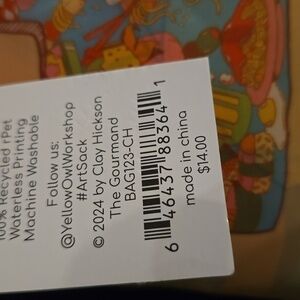 100% Recycled rPet
Waterless Printing
Machine Washable
Follow us:
@YellowOwlWorkshop
#ArtSack
© 2024 by Clay Hickson
The Gourmand
BAG123-CH
6 46437 88364 1
made in china
$14.00